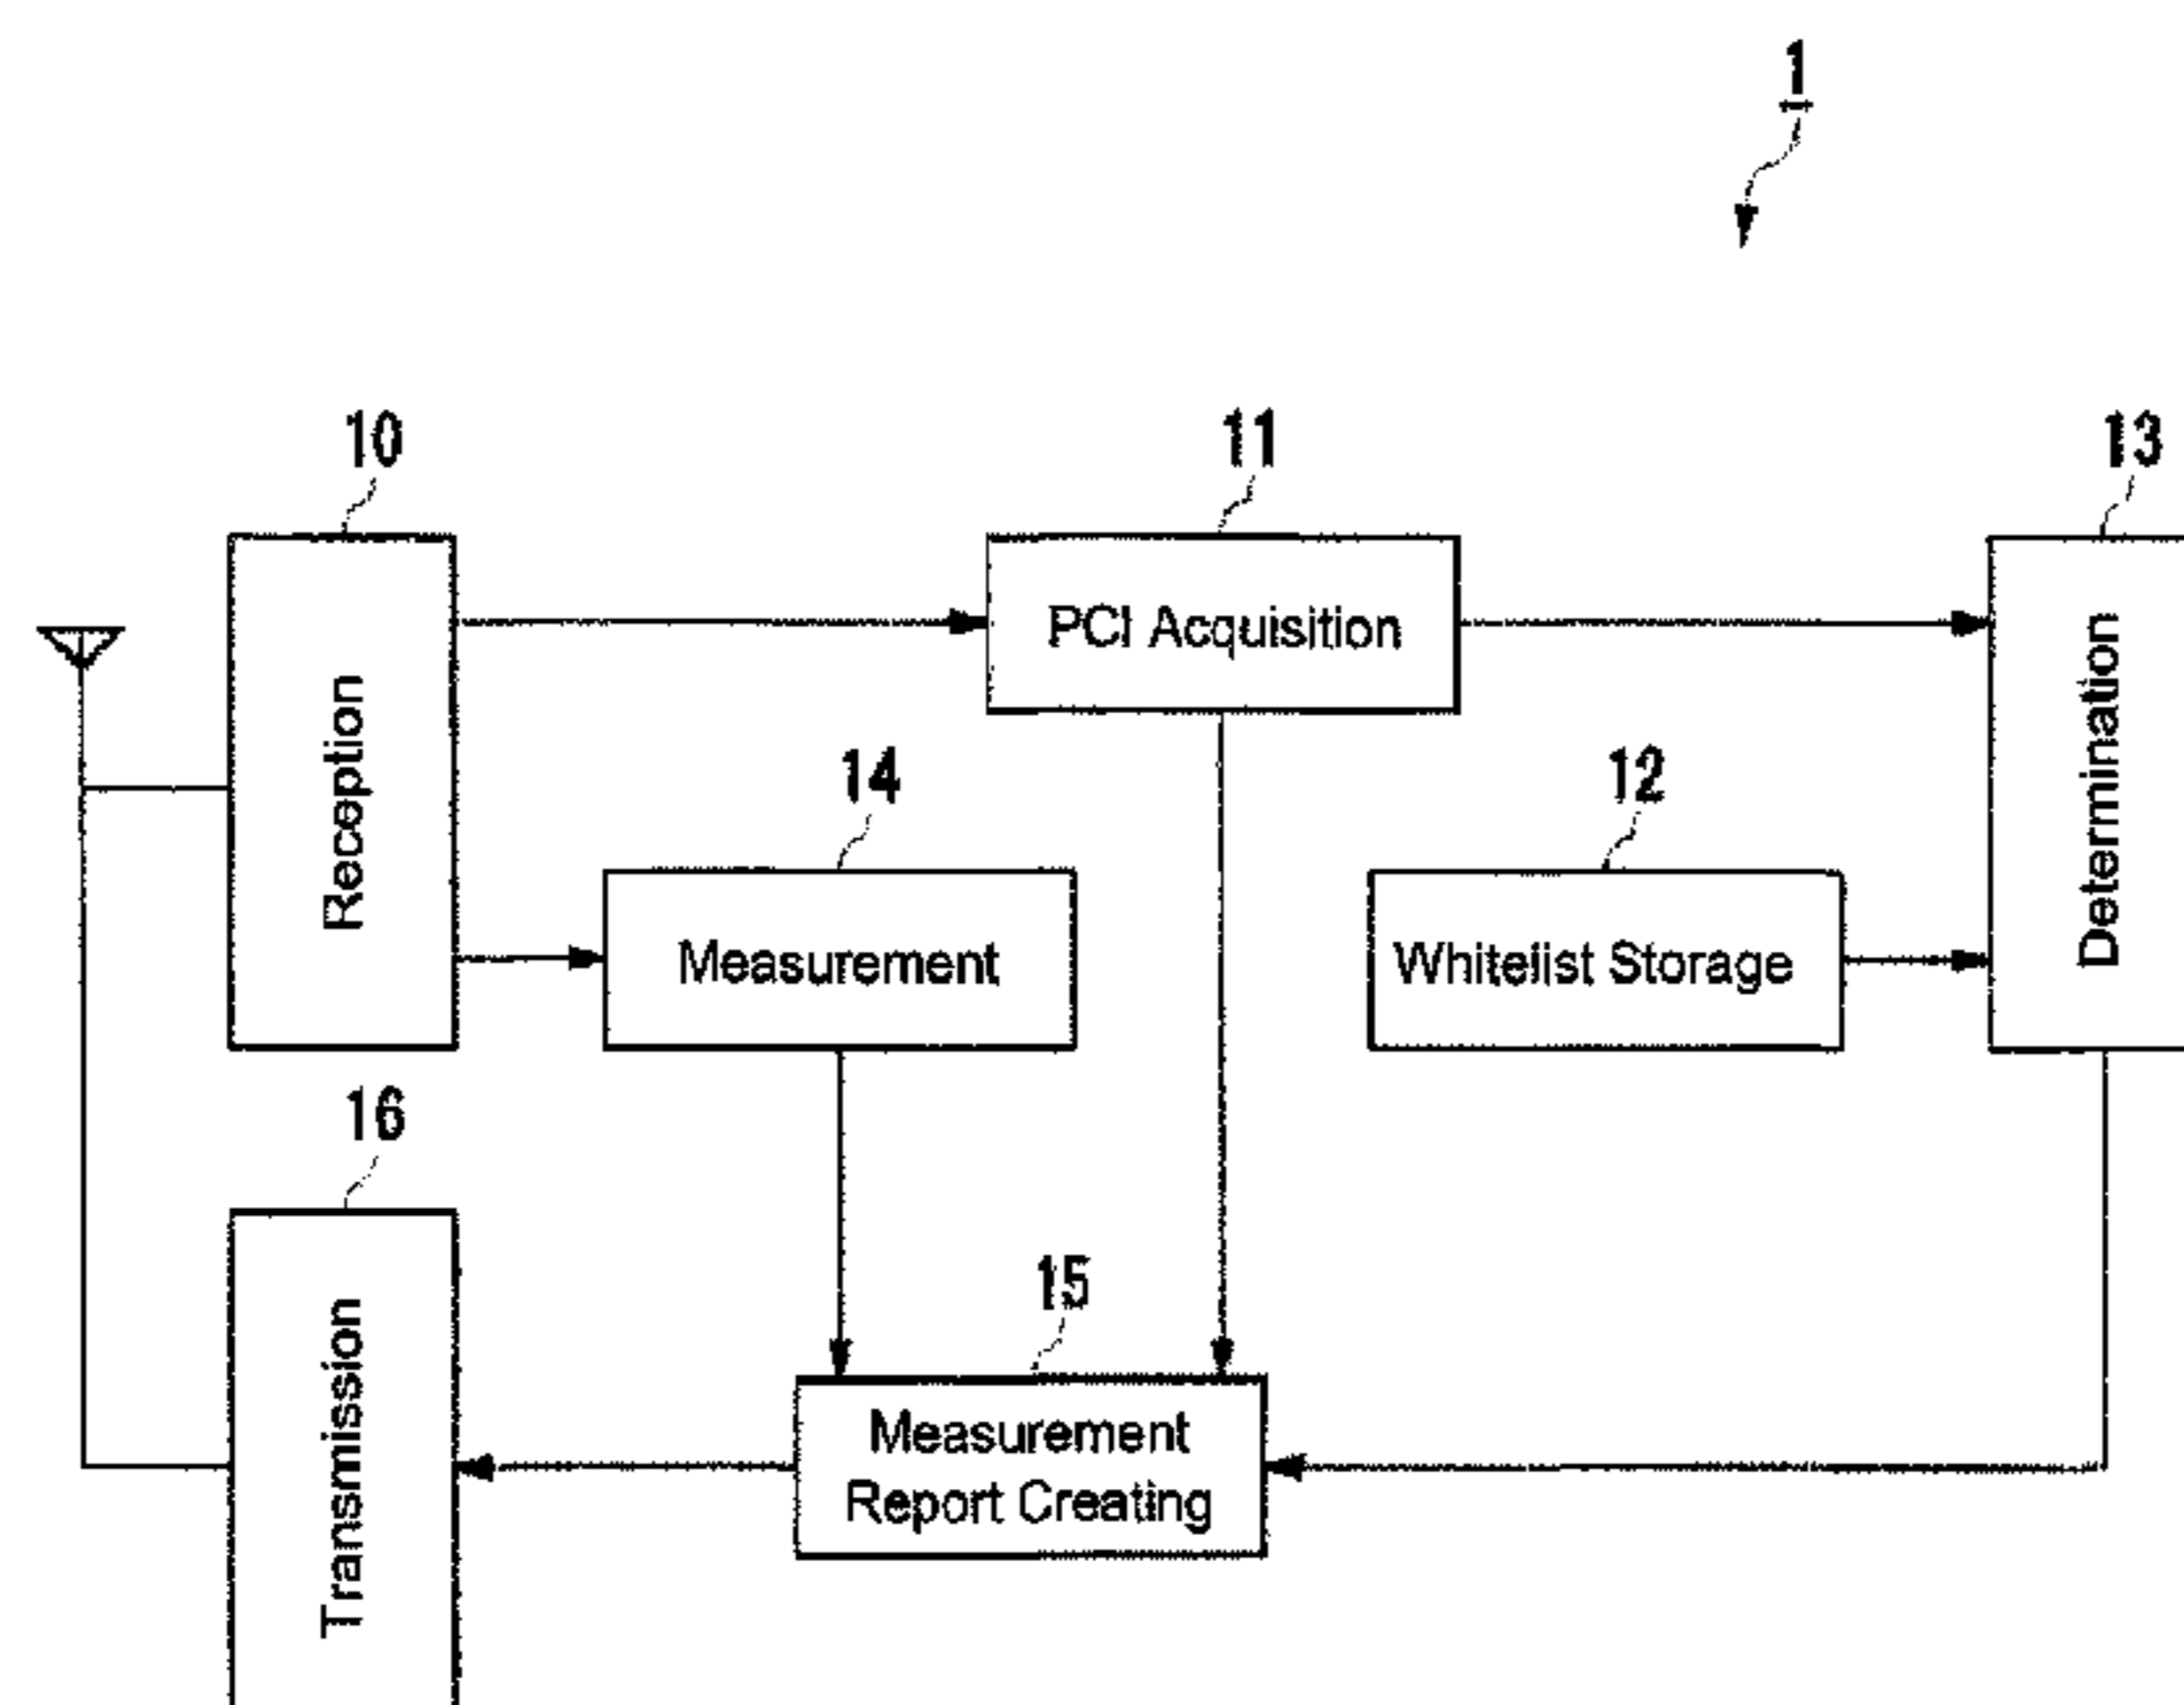 1
10
11
13
PCI Acquisition
Reception
Determination
14
12
Measurement
Whitelist Storage
16
15
Transmission
Measurement
Report Creating